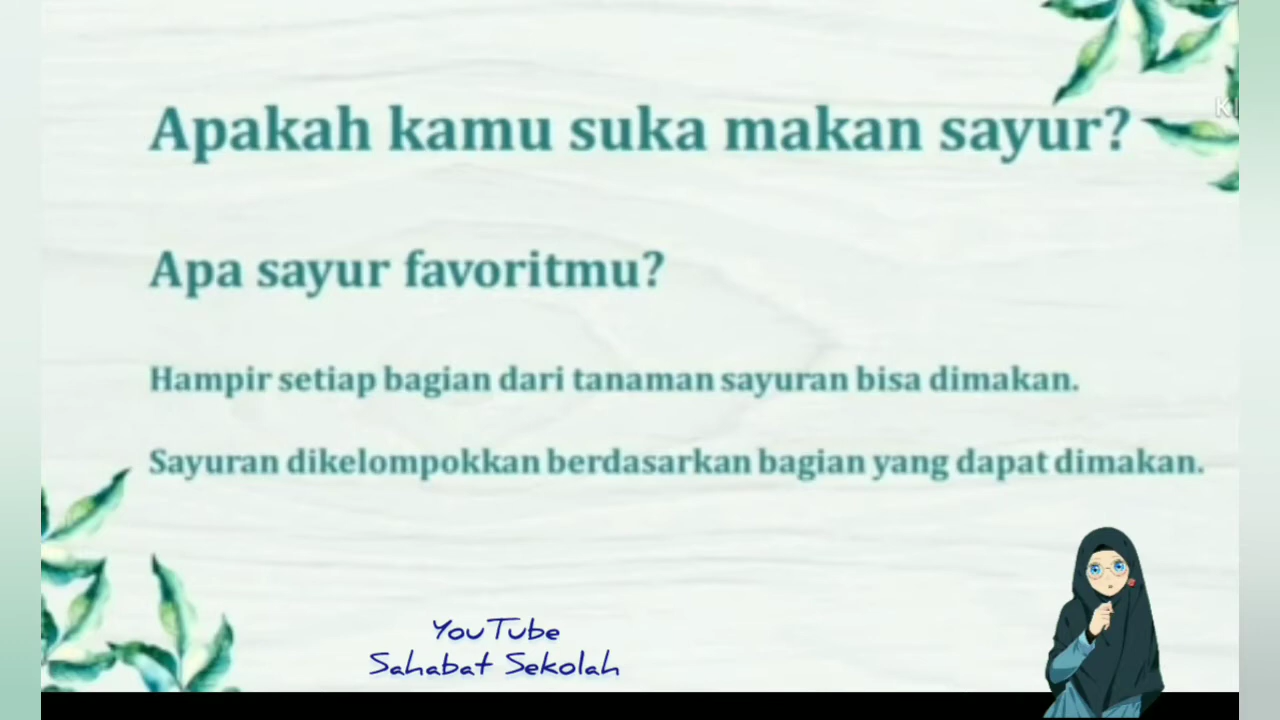 Apakah kamu suka makan sayur?
Apa sayur favoritmu?
Hampir setiap bagian dari tanaman sayuran bisa dimakan.
Sayuran dikelompokkan berdasarkan bagian yang dapat dimakan.
YouTube
Sahabat Sekolah